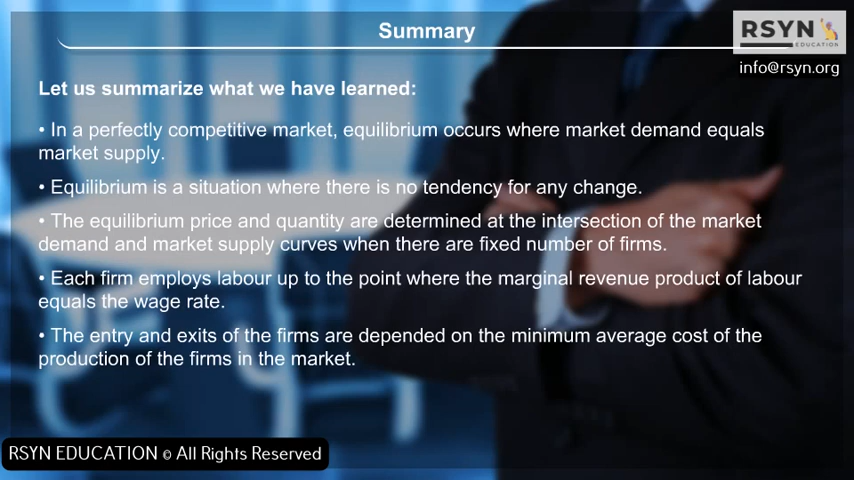 Summary
RSYN
EDUCATION
info@rsyn.org
Let us summarize what we have learned:
• In a perfectly competitive market, equilibrium occurs where market demand equals
market supply.
• Equilibrium is a situation where there is no tendency for any change.
• The equilibrium price and quantity are determined at the intersection of the market
demand and market supply curves when there are fixed number of firms.
• Each firm employs labour up to the point where the marginal revenue product of labour
equals the wage rate.
• The entry and exits of the firms are depended on the minimum average cost of the
production of the firms in the market.
RSYN EDUCATION © All Rights Reserved